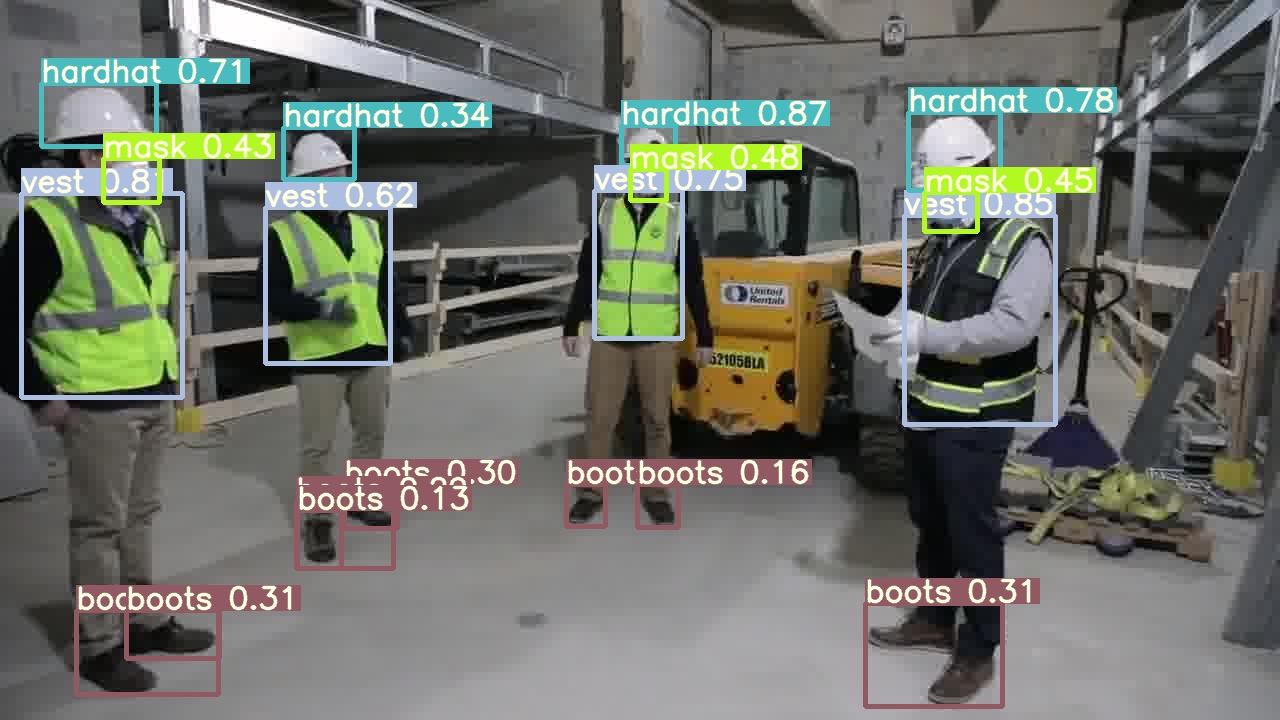 hardhat 0.71
hardhat 0.34
hardhat 0.87
hardhat 0.78
mask 0.43
mask 0.48
mask 0.45
vest 0.81
vest 0.62
vest 0.75
vest 0.85
United
Rentals
52105BLA
boots 0.30
boots 0.13
boots 0.16
boots 0.31
boots 0.31